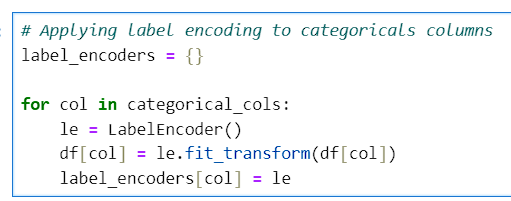 # Applying label encoding to categoricals columns
label_encoders = {}
for col in categorical_cols:
    le = LabelEncoder()
    df[col] = le.fit_transform(df[col])
    label_encoders[col] = le